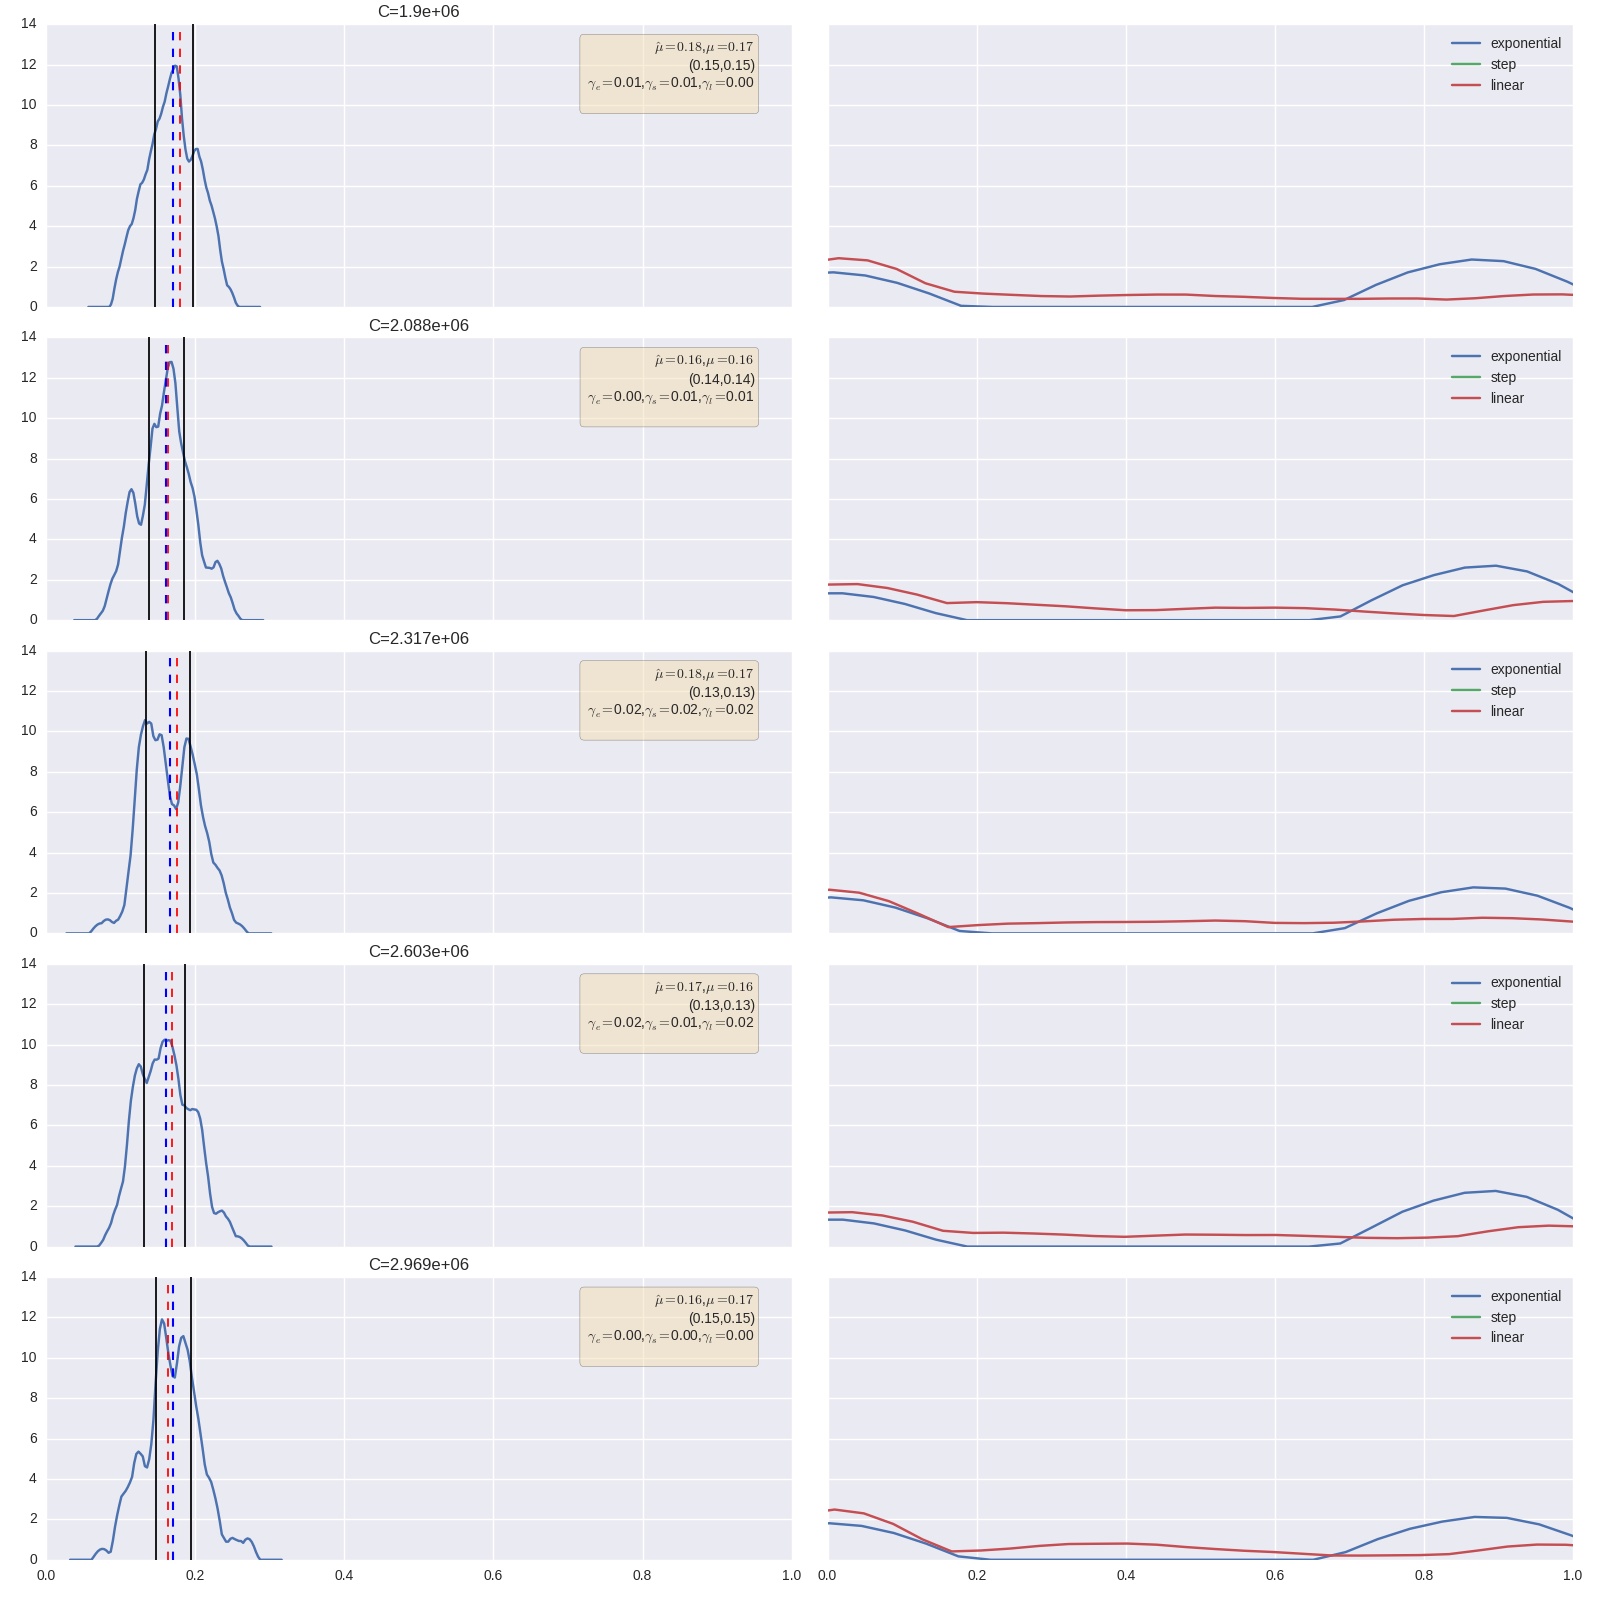 C=1.9e+06
14
12
10
8
6
4
2
0
μ̂=0.18,μ=0.17
(0.15,0.15)
γₑ=0.01,γₛ=0.01,γₗ=0.00
exponential
step
linear
C=2.088e+06
14
12
10
8
6
4
2
0
μ̂=0.16,μ=0.16
(0.14,0.14)
γₑ=0.00,γₛ=0.01,γₗ=0.01
exponential
step
linear
C=2.317e+06
14
12
10
8
6
4
2
0
μ̂=0.18,μ=0.17
(0.13,0.13)
γₑ=0.02,γₛ=0.02,γₗ=0.02
exponential
step
linear
C=2.603e+06
14
12
10
8
6
4
2
0
μ̂=0.17,μ=0.16
(0.13,0.13)
γₑ=0.02,γₛ=0.01,γₗ=0.02
exponential
step
linear
C=2.969e+06
14
12
10
8
6
4
2
0
μ̂=0.16,μ=0.17
(0.15,0.15)
γₑ=0.00,γₛ=0.00,γₗ=0.00
exponential
step
linear
0.0 0.2 0.4 0.6 0.8 1.0
0.0 0.2 0.4 0.6 0.8 1.0